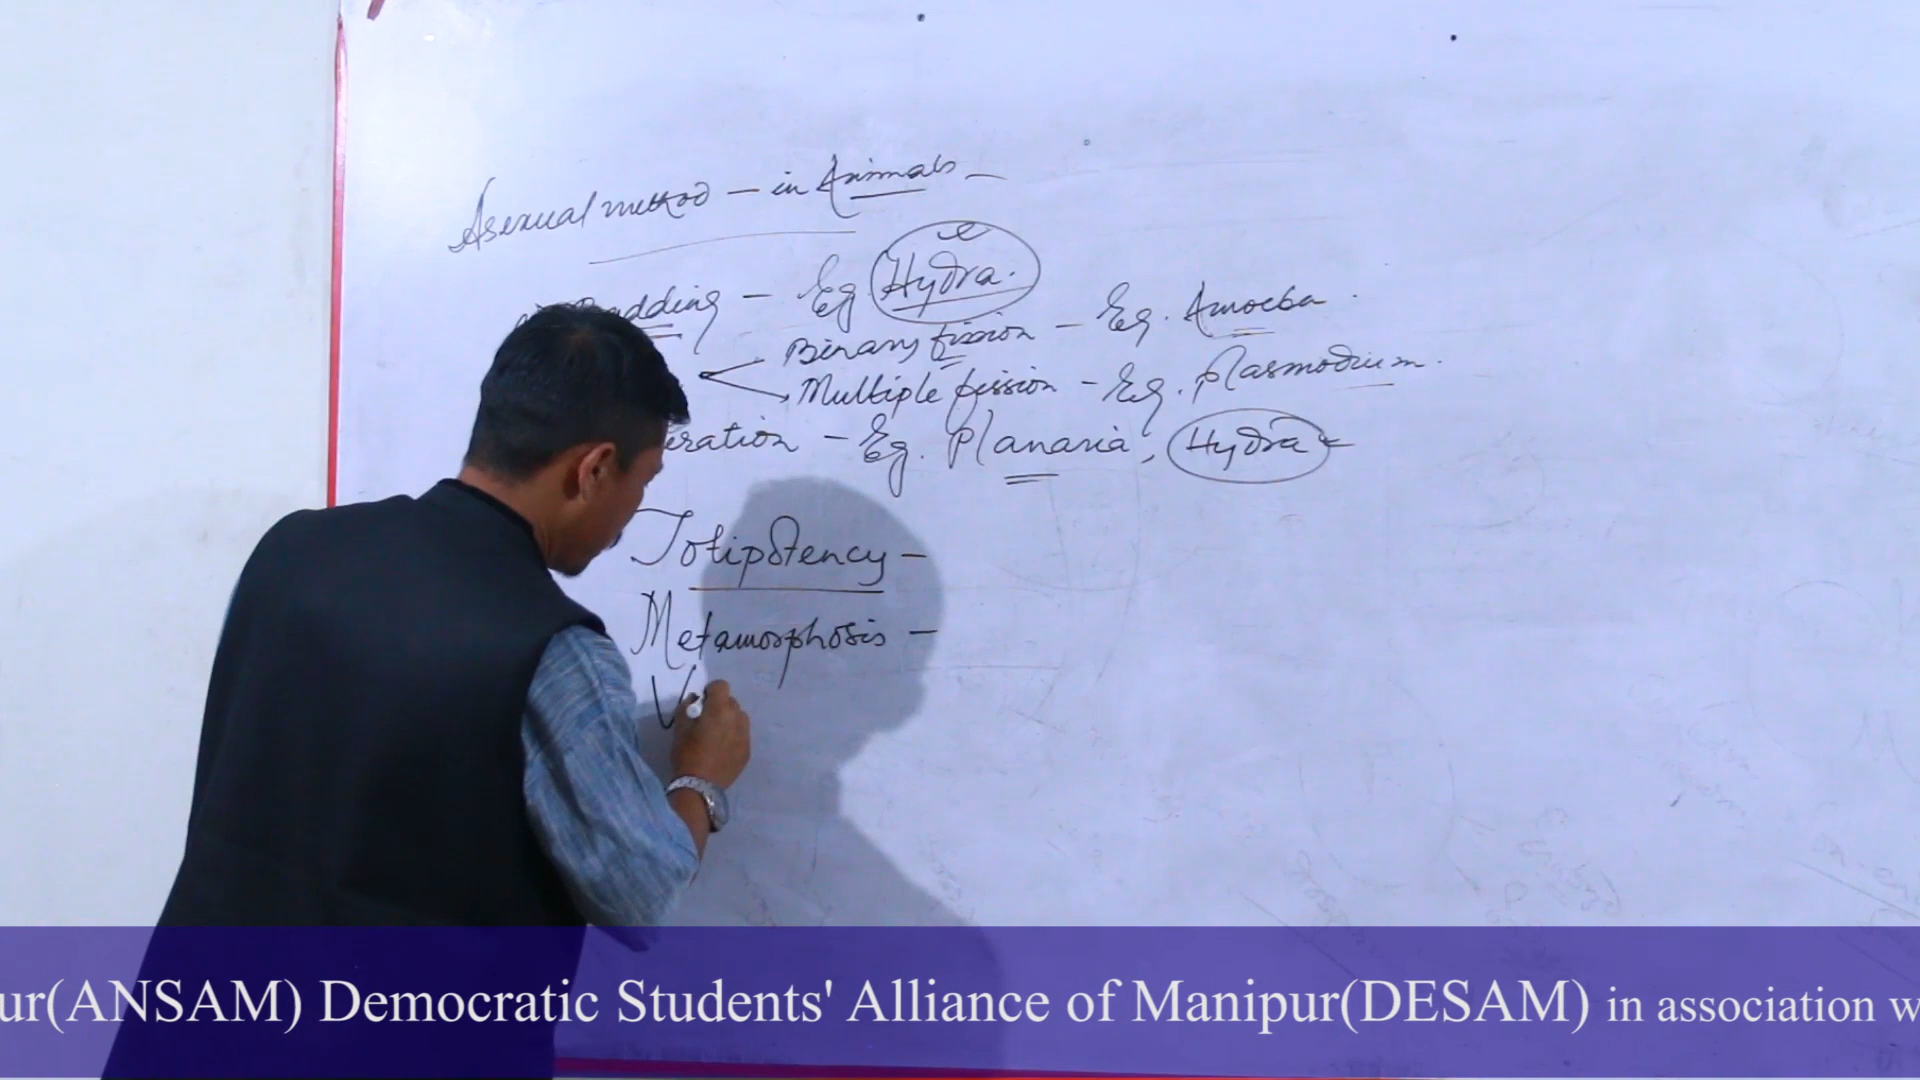 Asexual method - in Animals -
Budding - Eg Hydra.
Binary fission - Eg. Amoeba.
Multiple fission - Eg. Plasmodium.
eration - Eg. Planaria, Hydra
Totipotency -
Metamorphosis -
V
ur(ANSAM) Democratic Students' Alliance of Manipur(DESAM) in association w